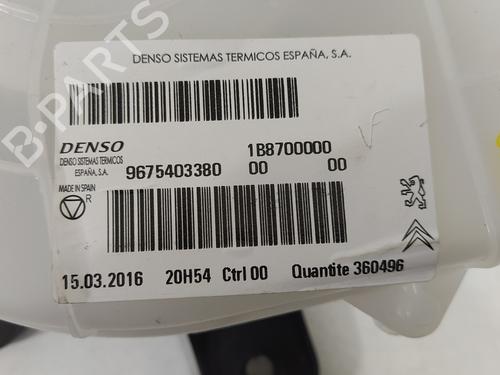 DENSO SISTEMAS TERMICOS ESPAÑA, S.A.
DENSO
DENSO SISTEMAS TERMICOS
ESPAÑA, S.A.
9675403380
1B8700000
00 00
MADE IN SPAIN
R
15.03.2016 20H54 Ctrl 00 Quantite 360496
B-PARTS